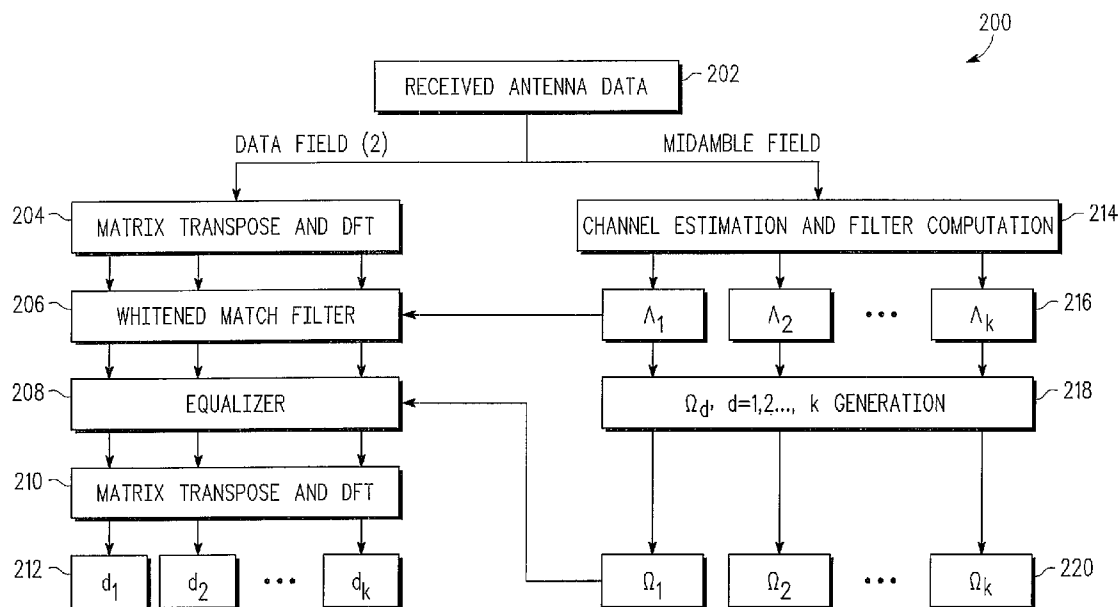 200
RECEIVED ANTENNA DATA
202
DATA FIELD (2)
MIDAMBLE FIELD
204
MATRIX TRANSPOSE AND DFT
CHANNEL ESTIMATION AND FILTER COMPUTATION
214
206
WHITENED MATCH FILTER
Λ1
Λ2
•••
Λk
216
208
EQUALIZER
Ωd, d=1,2..., k GENERATION
218
210
MATRIX TRANSPOSE AND DFT
212
d1
d2
•••
dk
Ω1
Ω2
•••
Ωk
220